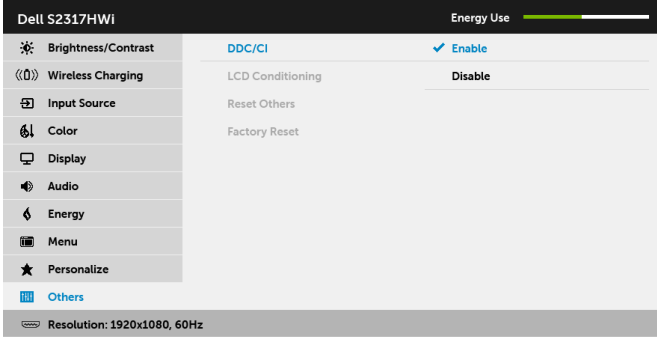 Dell S2317HWi Energy Use
Brightness/Contrast DDC/CI Enable
Wireless Charging LCD Conditioning Disable
Input Source Reset Others
Color Factory Reset
Display
Audio
Energy
Menu
Personalize
Others
Resolution: 1920x1080, 60Hz